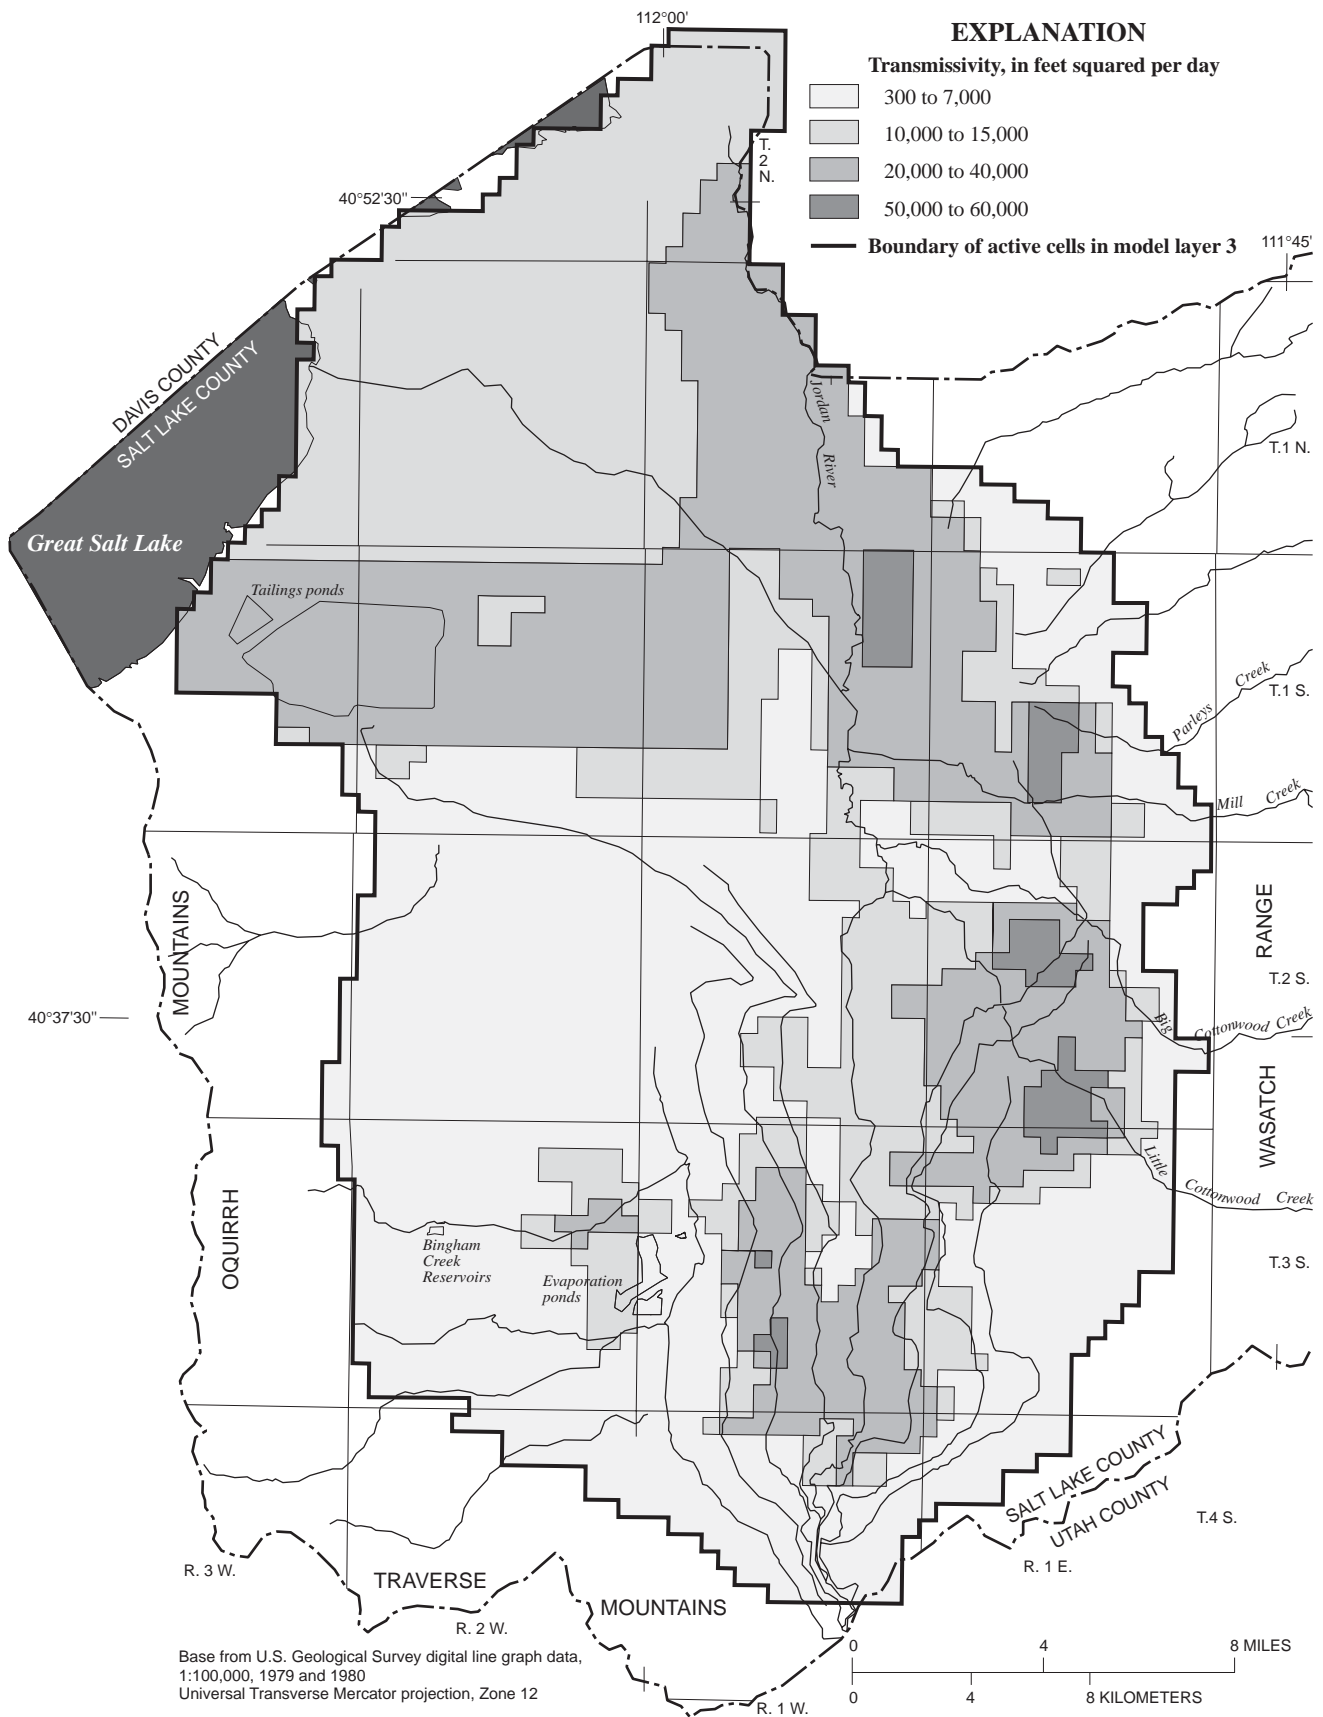 112°00'
EXPLANATION
Transmissivity, in feet squared per day
300 to 7,000
10,000 to 15,000
20,000 to 40,000
50,000 to 60,000
Boundary of active cells in model layer 3
T.
2
N.
40°52'30"
111°45'
DAVIS COUNTY
SALT LAKE COUNTY
Jordan
River
T.1 N.
Great Salt Lake
Tailings ponds
Parleys
Creek
T.1 S.
Mill
Creek
MOUNTAINS
RANGE
T.2 S.
40°37'30"
Big
Cottonwood
Creek
WASATCH
Little
Cottonwood
Creek
OQUIRRH
Bingham
Creek
Reservoirs
Evaporation
ponds
T.3 S.
SALT LAKE COUNTY
UTAH COUNTY
T.4 S.
R. 3 W.
R. 1 E.
TRAVERSE
MOUNTAINS
R. 2 W.
R. 1 W.
0
4
8 MILES
0
4
8 KILOMETERS
Base from U.S. Geological Survey digital line graph data,
1:100,000, 1979 and 1980
Universal Transverse Mercator projection, Zone 12